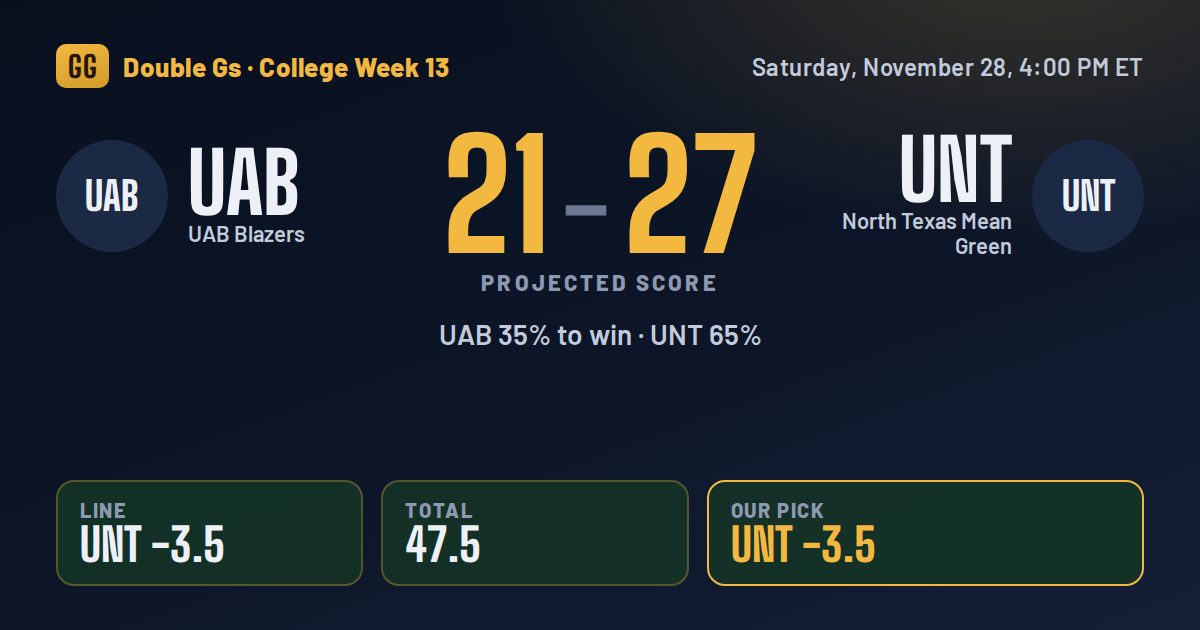 GG
Double Gs · College Week 13
Saturday, November 28, 4:00 PM ET
UAB
UAB
UAB Blazers
21 – 27
PROJECTED SCORE
UAB 35% to win · UNT 65%
UNT
North Texas Mean
Green
UNT
LINE
UNT −3.5
TOTAL
47.5
OUR PICK
UNT −3.5